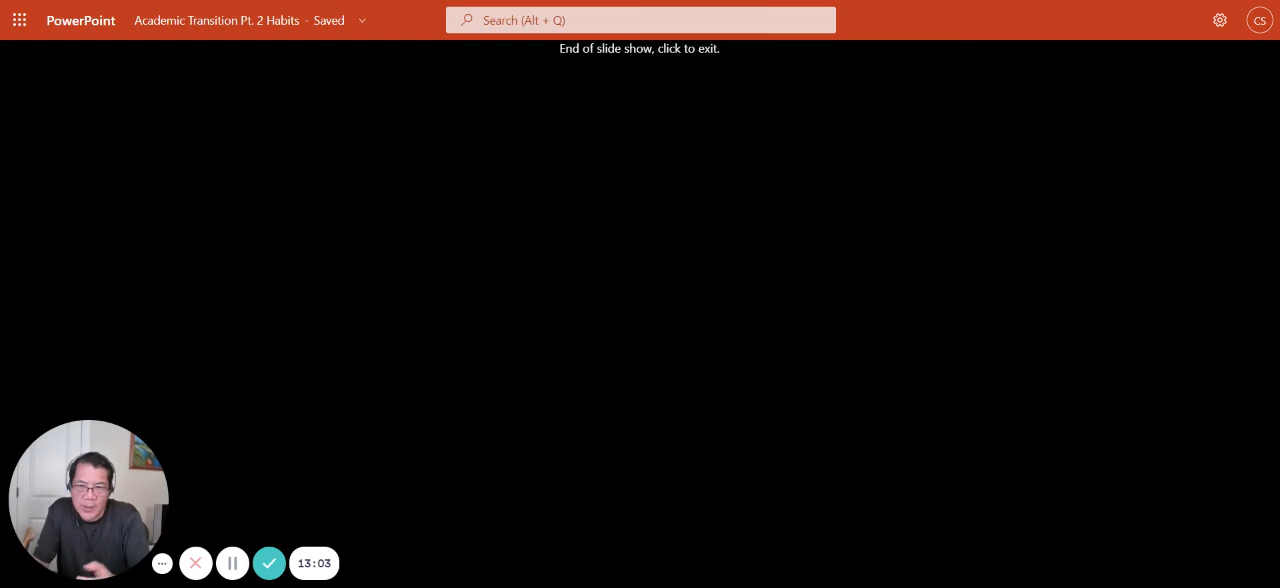 PowerPoint Academic Transition Pt. 2 Habits - Saved Search (Alt + Q) CS
End of slide show, click to exit.
13:03